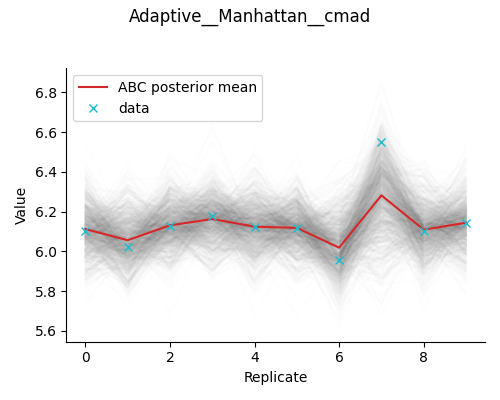 Adaptive__Manhattan__cmad
ABC posterior mean
data
Value
6.8
6.6
6.4
6.2
6.0
5.8
5.6
0 2 4 6 8
Replicate